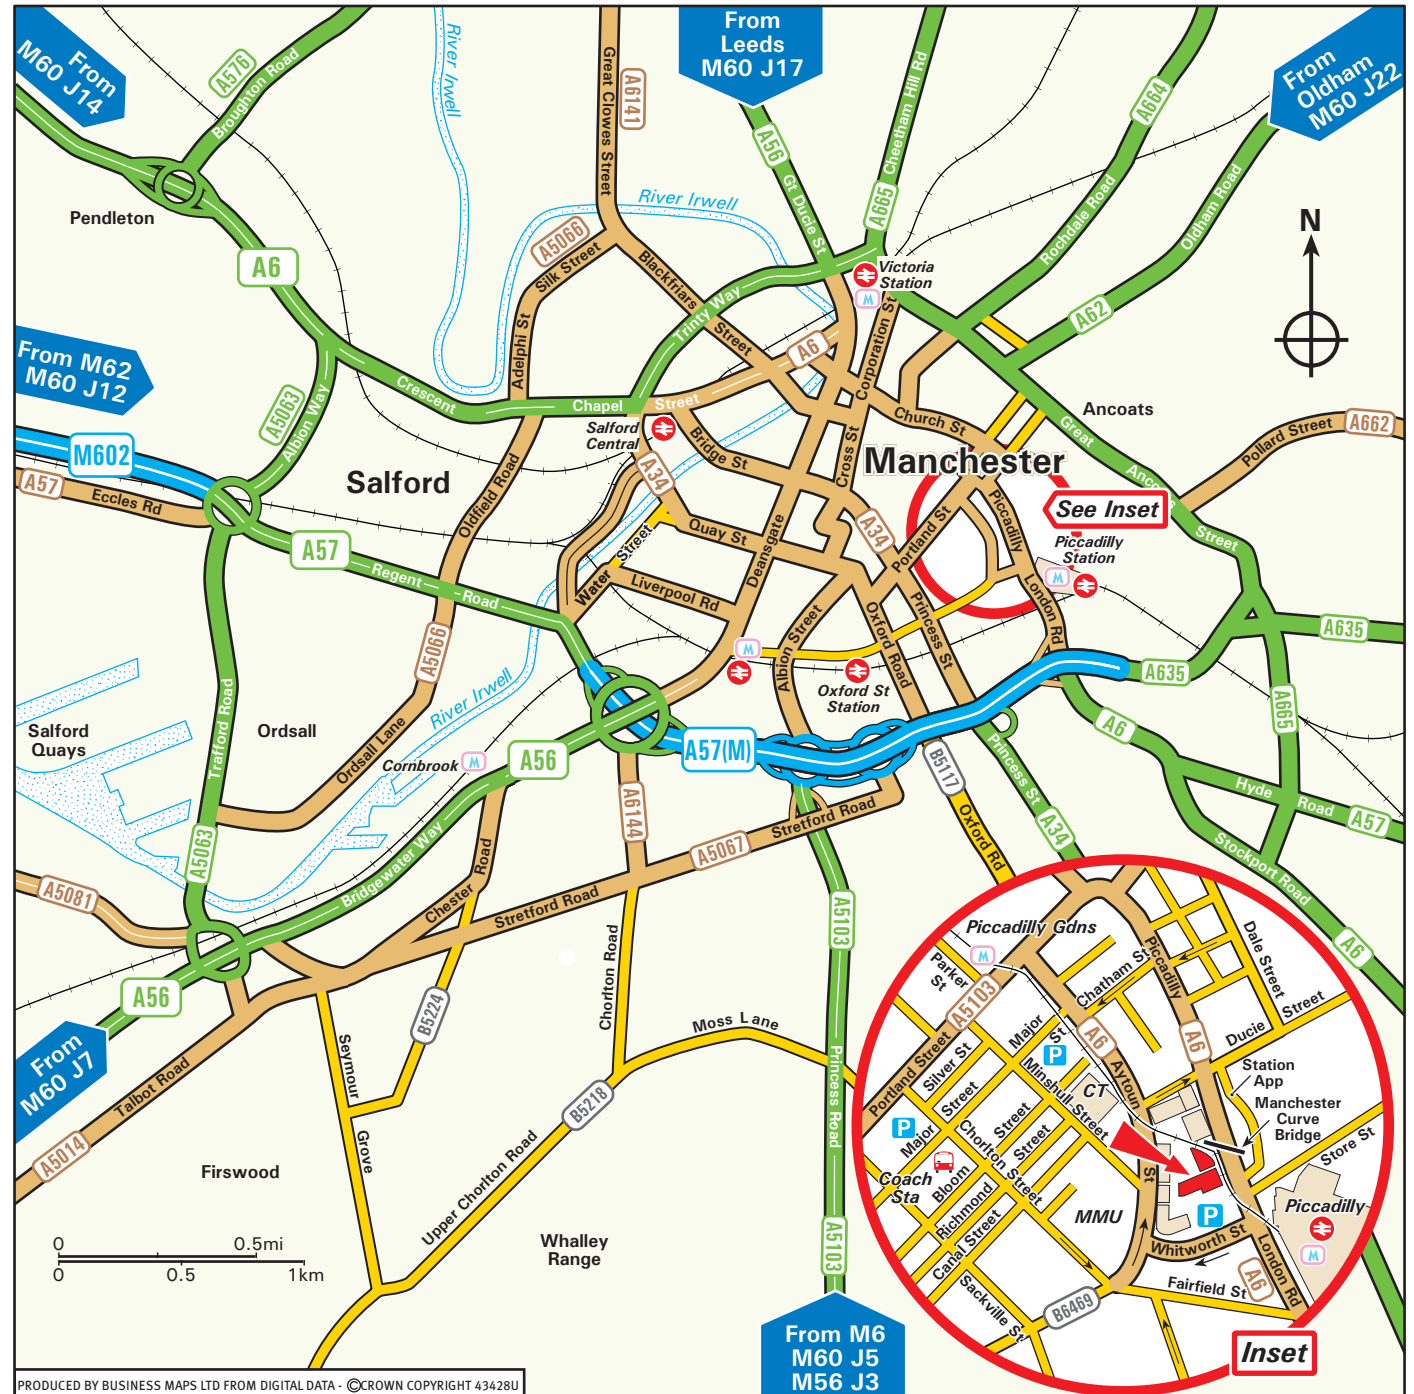 From
M60 J14
A576
Broughton Road
River Irwell
Great Clowes Street
A6141
From
Leeds
M60 J17
A56
Gt Ducie St
Cheetham Hill Rd
A665
A664
Rochdale Road
From
Oldham
M60 J22
Oldham Road
Pendleton
A6
A5066
Silk Street
River Irwell
Blackfriars
Street
Trinty Way
Victoria
Station
M
N
A62
From M62
M60 J12
A5063
Albion Way
Crescent
Adelphi St
Chapel
Street
A6
Corporation St
Church St
Ancoats
Great
Ancoats
Street
Pollard Street
A662
M602
A57
Eccles Rd
Salford
Salford
Central
A34
Bridge St
Cross St
Manchester
See Inset
Oldfield Road
A57
Regent
Road
Water
Street
Quay St
Deansgate
Liverpool Rd
A34
Portland St
Piccadilly
Piccadilly
Station
M
London Rd
A635
A635
A5066
Albion Street
Oxford Road
Princess St
M
Oxford St
Station
Trafford Road
Salford
Quays
Ordsall
Ordsall Lane
River Irwell
Cornbrook
M
A56
A57(M)
A6
A665
B5117
Princess St
A34
Oxford Rd
Hyde
Road
A57
Stockport Road
A6
A5063
A5081
Bridgewater Way
Chester
Road
A6144
A5067
Stretford Road
Stretford Road
A5103
A56
From
M60 J7
Talbot Road
A5014
Seymour
Grove
B5224
Chorlton Road
Moss Lane
B5218
Upper Chorlton Road
Princess Road
A5103
Firswood
Whalley
Range
0
0.5mi
0
0.5
1km
From M6
M60 J5
M56 J3
Piccadilly Gdns
M
Parker
St
A5103
Portland Street
Silver St
Major
St
Chatham St
Piccadilly
Dale Street
Ducie
Street
A6
A6
Aytoun
St
P
Minshull Street
CT
Station
App
Manchester
Curve
Bridge
Store St
P
Major
Street
Chorlton Street
Coach
Sta
Bloom
Street
Richmond
Street
Canal Street
Sackville St
MMU
P
Whitworth St
Piccadilly
M
London Rd
A6
Fairfield St
B6469
Inset
PRODUCED BY BUSINESS MAPS LTD FROM DIGITAL DATA - ©CROWN COPYRIGHT 43428U